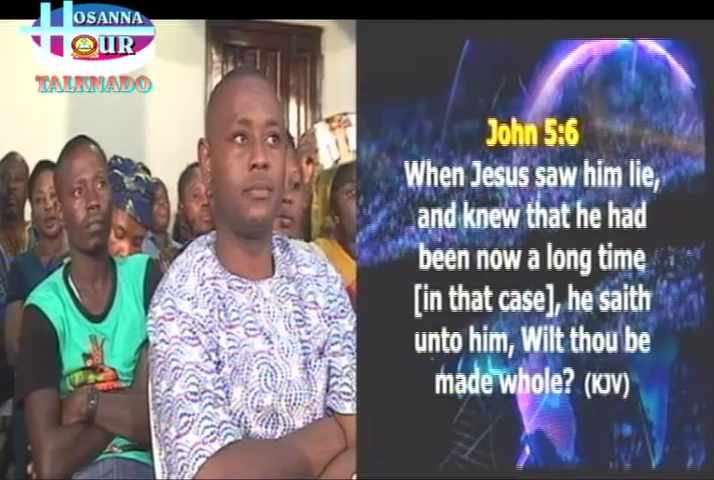 HOSANNA
HOUR
TALKNADO
John 5:6
When Jesus saw him lie,
and knew that he had
been now a long time
[in that case], he saith
unto him, Wilt thou be
made whole? (KJV)